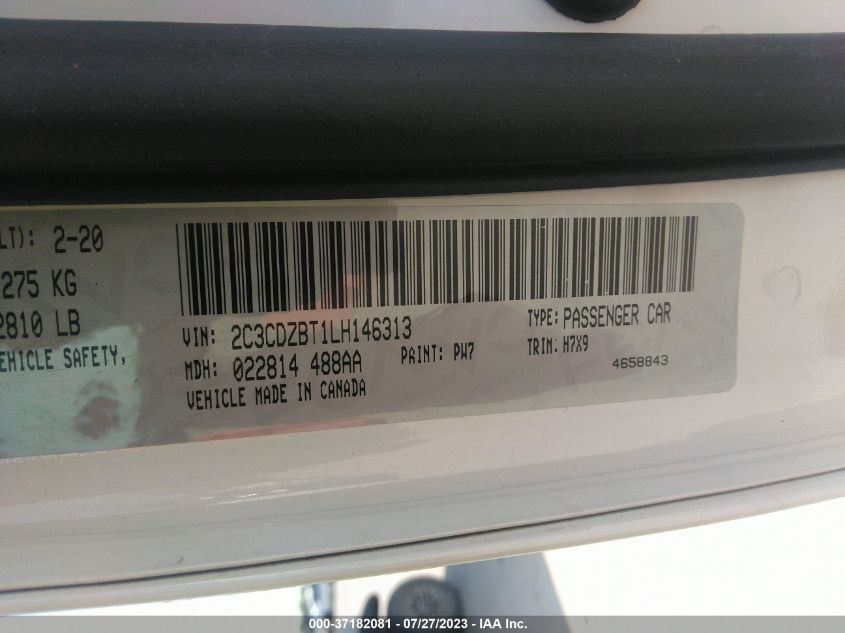 LT): 2-20
275 KG
2810 LB
EHICLE SAFETY,
VIN: 2C3CDZBT1LH146313
TYPE: PASSENGER CAR
MDH: 022814 488AA
PAINT: PW7
TRIM: H7X9
VEHICLE MADE IN CANADA
4658843
000-37182081 - 07/27/2023 - IAA Inc.